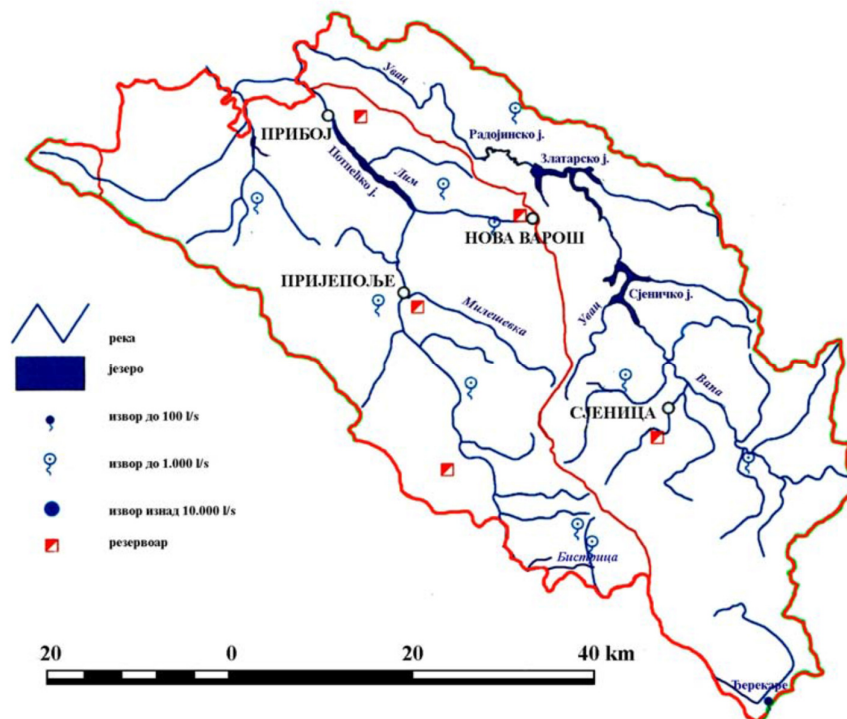 Увац
Радојинско ј.
Златарско ј.
ПРИБОЈ
Потпећко ј.
Лим
НОВА ВАРОШ
ПРИЈЕПОЉЕ
Сјеничко ј.
Увац
Милешевка
Вапа
СЈЕНИЦА
река
језеро
извор до 100 l/s
извор до 1.000 l/s
извор изнад 10.000 l/s
резервоар
Бистрица
Ђерекаре
20 0 20 40 km